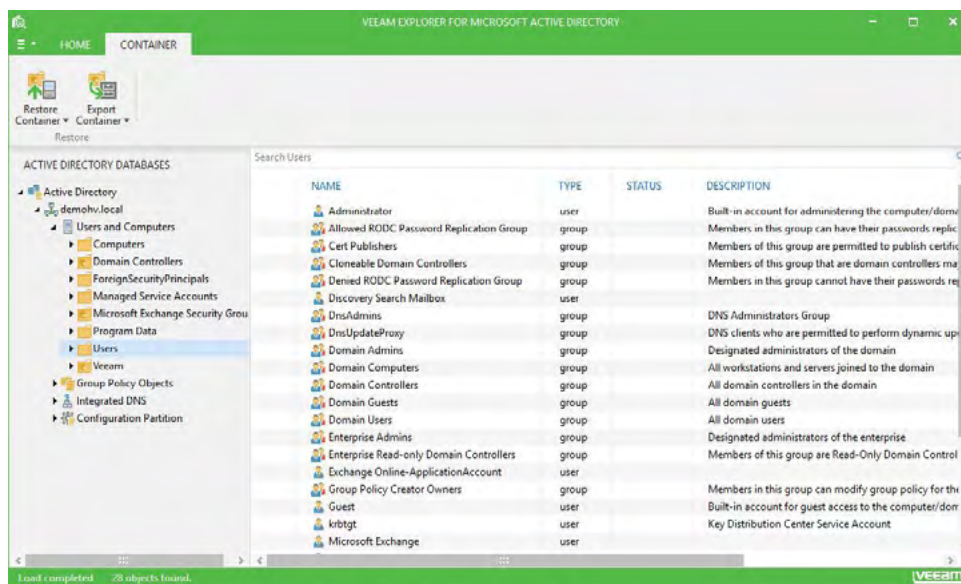 VEEAM EXPLORER FOR MICROSOFT ACTIVE DIRECTORY
HOME CONTAINER
Restore Container Export Container
Restore
ACTIVE DIRECTORY DATABASES
Active Directory
demohv.local
Users and Computers
Computers
Domain Controllers
ForeignSecurityPrincipals
Managed Service Accounts
Microsoft Exchange Security Grou
Program Data
Users
Veeam
Group Policy Objects
Integrated DNS
Configuration Partition
Search Users
NAME TYPE STATUS DESCRIPTION
Administrator user Built-in account for administering the computer/doma
Allowed RODC Password Replication Group group Members in this group can have their passwords replic
Cert Publishers group Members of this group are permitted to publish certific
Cloneable Domain Controllers group Members of this group that are domain controllers ma
Denied RODC Password Replication Group group Members in this group cannot have their passwords rep
Discovery Search Mailbox user
DnsAdmins group DNS Administrators Group
DnsUpdateProxy group DNS clients who are permitted to perform dynamic up
Domain Admins group Designated administrators of the domain
Domain Computers group All workstations and servers joined to the domain
Domain Controllers group All domain controllers in the domain
Domain Guests group All domain guests
Domain Users group All domain users
Enterprise Admins group Designated administrators of the enterprise
Enterprise Read-only Domain Controllers group Members of this group are Read-Only Domain Control
Exchange Online-ApplicationAccount user
Group Policy Creator Owners group Members in this group can modify group policy for the
Guest user Built-in account for guest access to the computer/dom
krbtgt user Key Distribution Center Service Account
Microsoft Exchange user
Load completed 28 objects found.
veeam